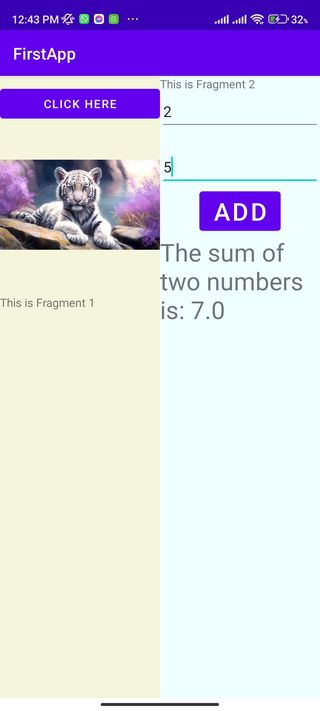 12:43 PM
32%
FirstApp
CLICK HERE
This is Fragment 1
This is Fragment 2
2
5
ADD
The sum of
two numbers
is: 7.0